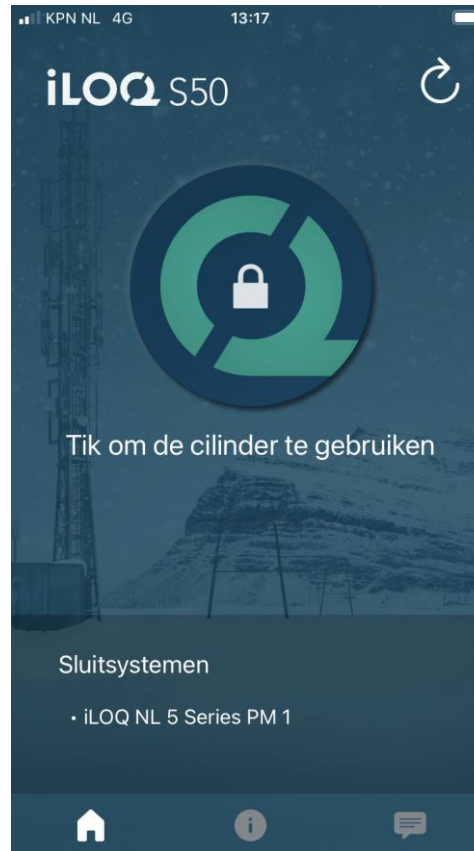 KPN NL 4G 13:17
iLOQ S50
Tik om de cilinder te gebruiken
Sluitsystemen
• iLOQ NL 5 Series PM 1